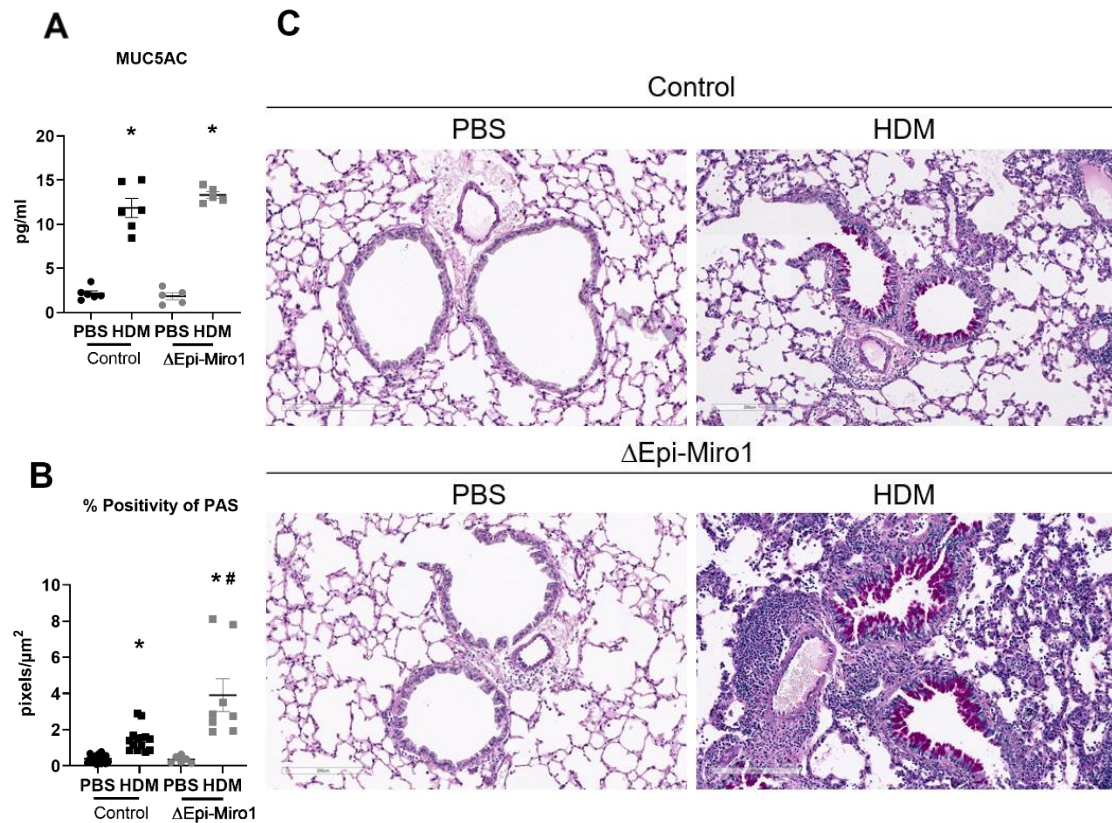 A
MUC5AC
*
*
20
15
10
5
0
pg/ml
PBS HDM PBS HDM
Control ΔEpi-Miro1
B
% Positivity of PAS
* #
*
10
8
6
4
2
0
pixels/µm²
PBS HDM PBS HDM
Control ΔEpi-Miro1
C
Control
PBS HDM
ΔEpi-Miro1
PBS HDM